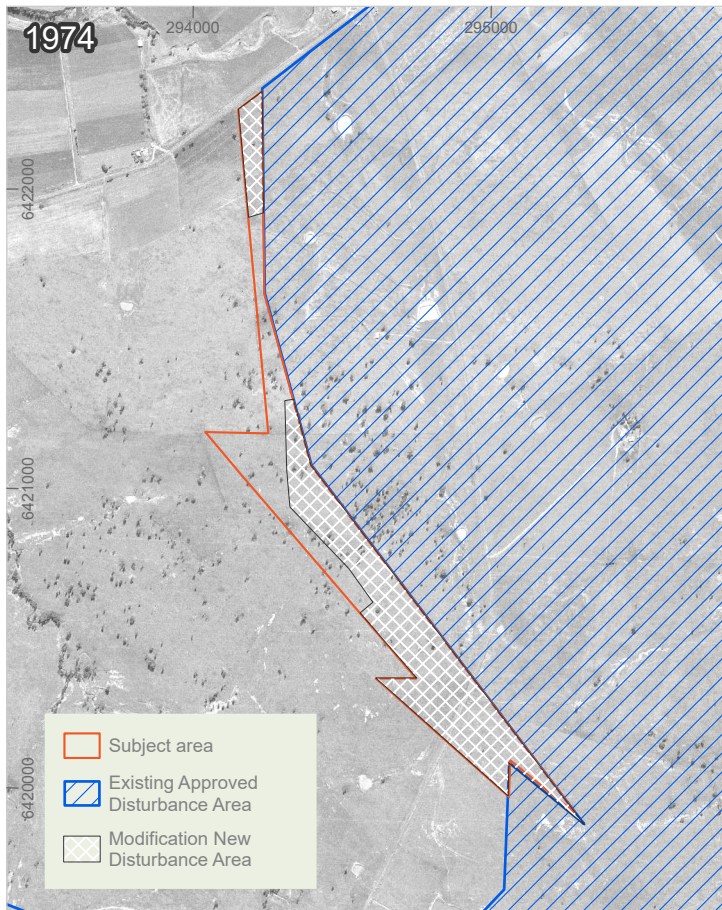 1974
294000
295000
6422000
6421000
6420000
Subject area
Existing Approved
Disturbance Area
Modification New
Disturbance Area